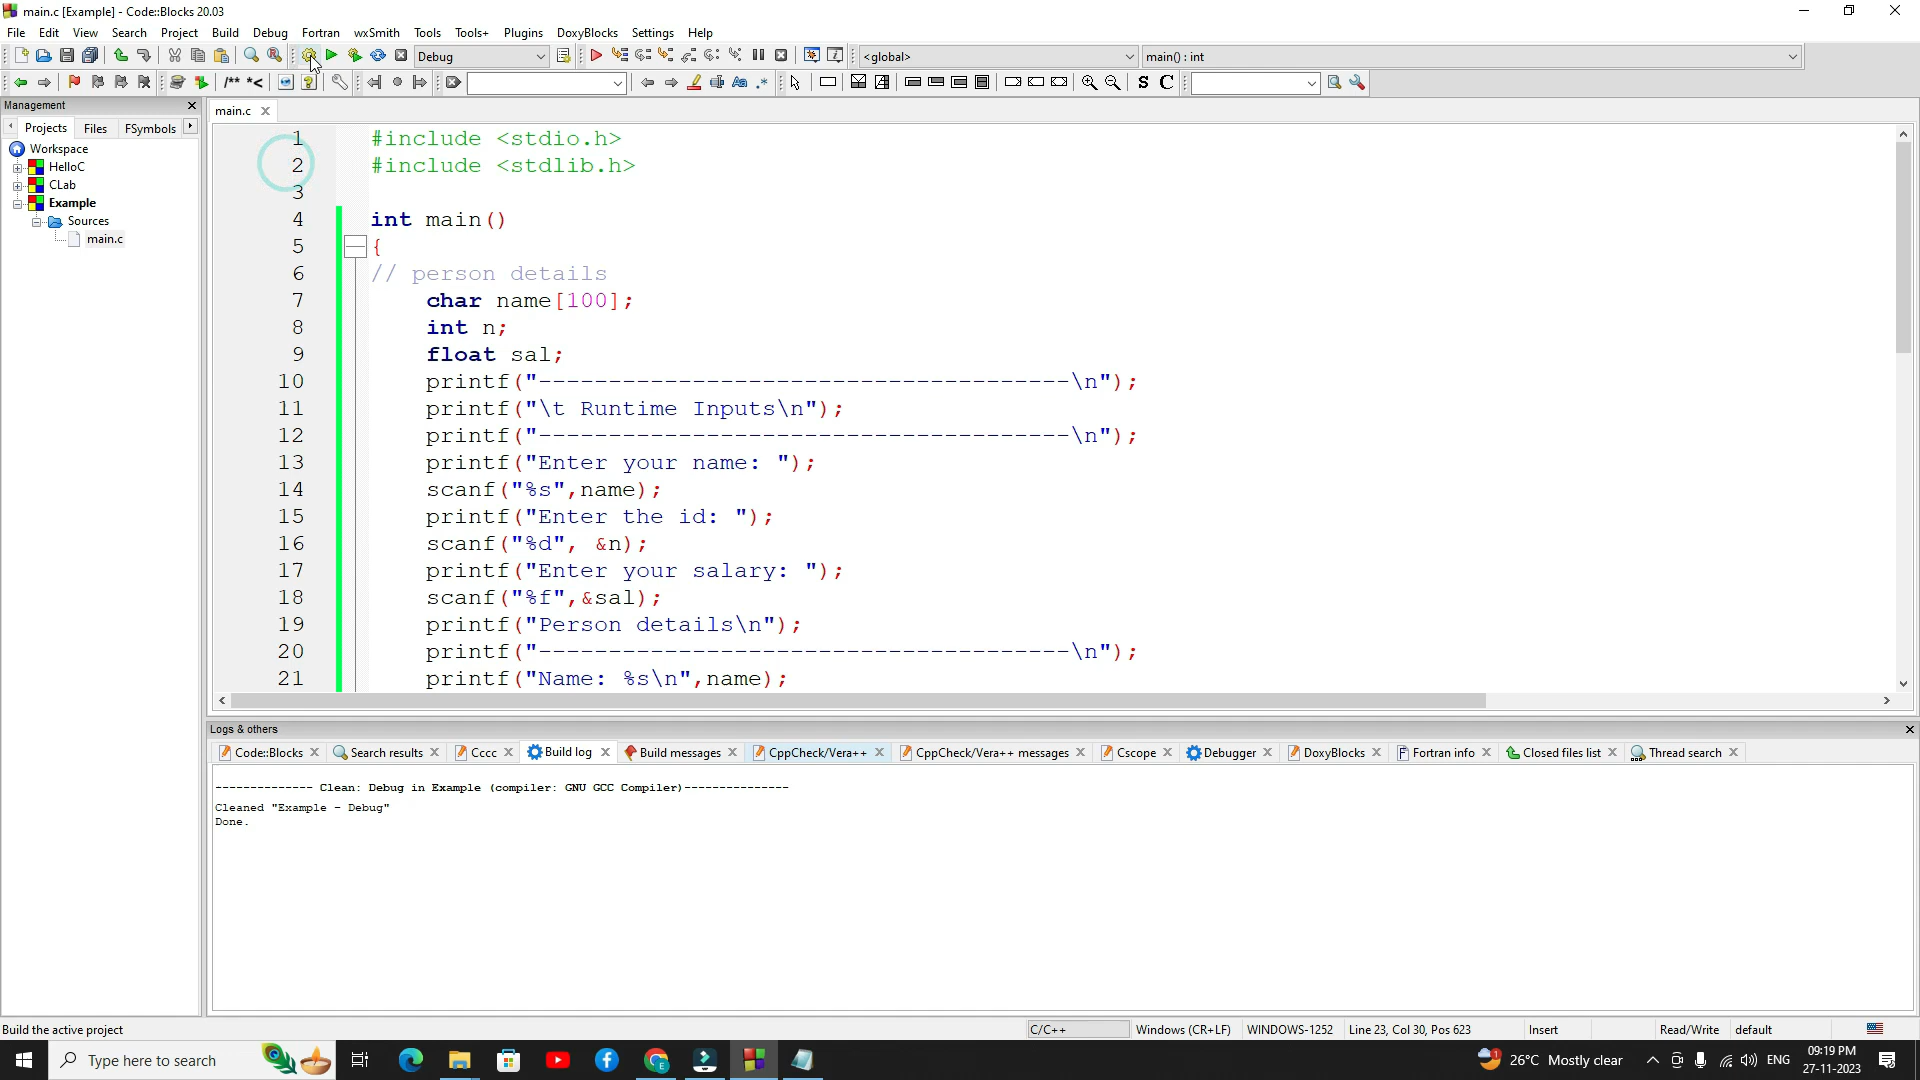 main.c [Example] - Code::Blocks 20.03
File Edit View Search Project Build Debug Fortran wxSmith Tools Tools+ Plugins DoxyBlocks Settings Help
Debug <global> main() : int
/** *< S C
Management
Projects Files FSymbols
main.c
Workspace
HelloC
CLab
Example
Sources
main.c
1 #include <stdio.h>
2 #include <stdlib.h>
3
4 int main()
5 {
6 // person details
7 char name[100];
8 int n;
9 float sal;
10 printf("--------------------------------------\n");
11 printf("\t Runtime Inputs\n");
12 printf("--------------------------------------\n");
13 printf("Enter your name: ");
14 scanf("%s",name);
15 printf("Enter the id: ");
16 scanf("%d", &n);
17 printf("Enter your salary: ");
18 scanf("%f",&sal);
19 printf("Person details\n");
20 printf("--------------------------------------\n");
21 printf("Name: %s\n",name);
Logs & others
Code::Blocks Search results Cccc Build log Build messages CppCheck/Vera++ CppCheck/Vera++ messages Cscope Debugger DoxyBlocks Fortran info Closed files list Thread search
-------------- Clean: Debug in Example (compiler: GNU GCC Compiler)---------------
Cleaned "Example - Debug"
Done.
Build the active project C/C++ Windows (CR+LF) WINDOWS-1252 Line 23, Col 30, Pos 623 Insert Read/Write default
Type here to search 26°C Mostly clear ENG 09:19 PM
27-11-2023